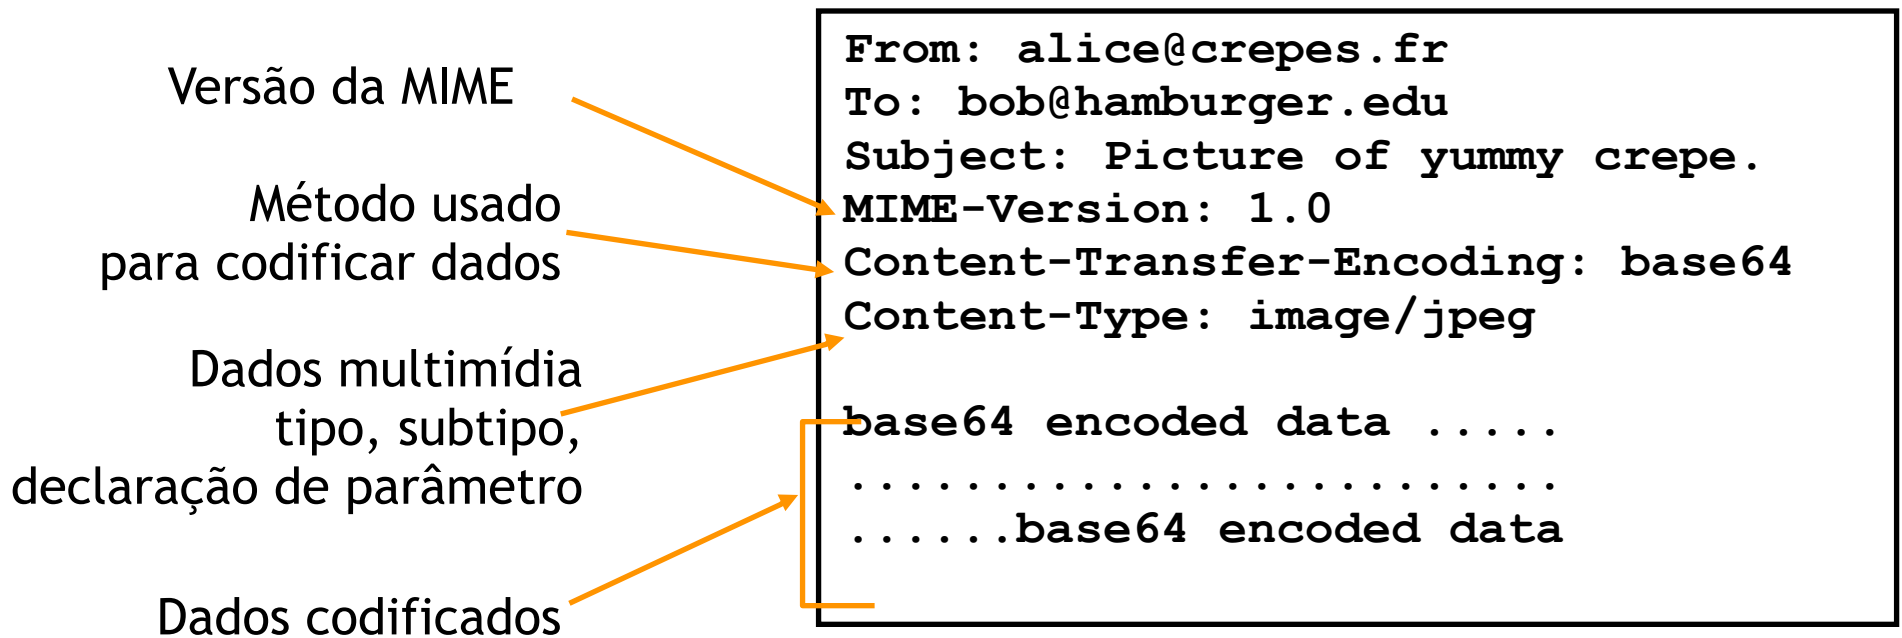 Versão da MIME
Método usado
para codificar dados
Dados multimídia
tipo, subtipo,
declaração de parâmetro
Dados codificados
From: alice@crepes.fr
To: bob@hamburger.edu
Subject: Picture of yummy crepe.
MIME-Version: 1.0
Content-Transfer-Encoding: base64
Content-Type: image/jpeg
base64 encoded data .....
.........................
......base64 encoded data